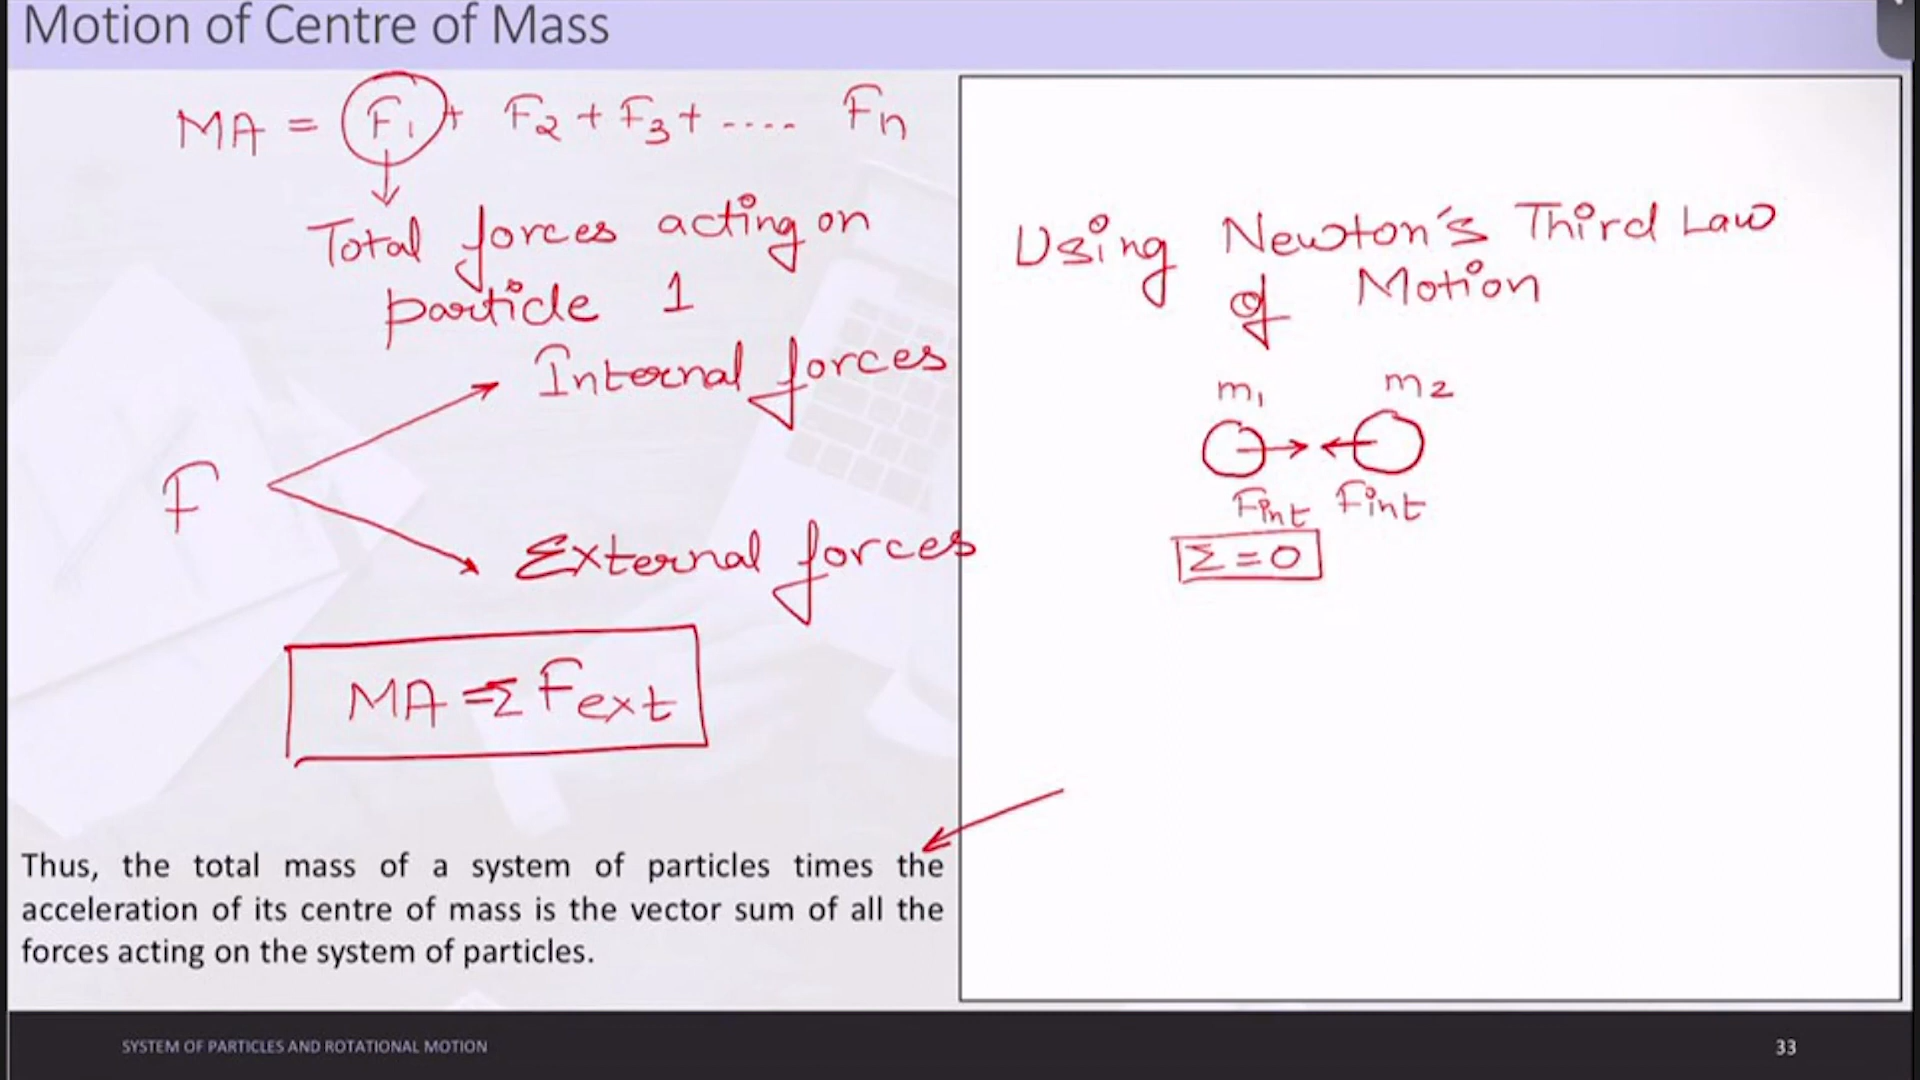 Motion of Centre of Mass
MA = F₁ + F₂ + F₃ + .... Fn
Total forces acting on
particle 1
Internal forces
F
External forces
MA = Σ Fext
Thus, the total mass of a system of particles times the
acceleration of its centre of mass is the vector sum of all the
forces acting on the system of particles.
Using Newton's Third Law
of Motion
m₁ m₂
Fint Fint
Σ = 0
SYSTEM OF PARTICLES AND ROTATIONAL MOTION
33